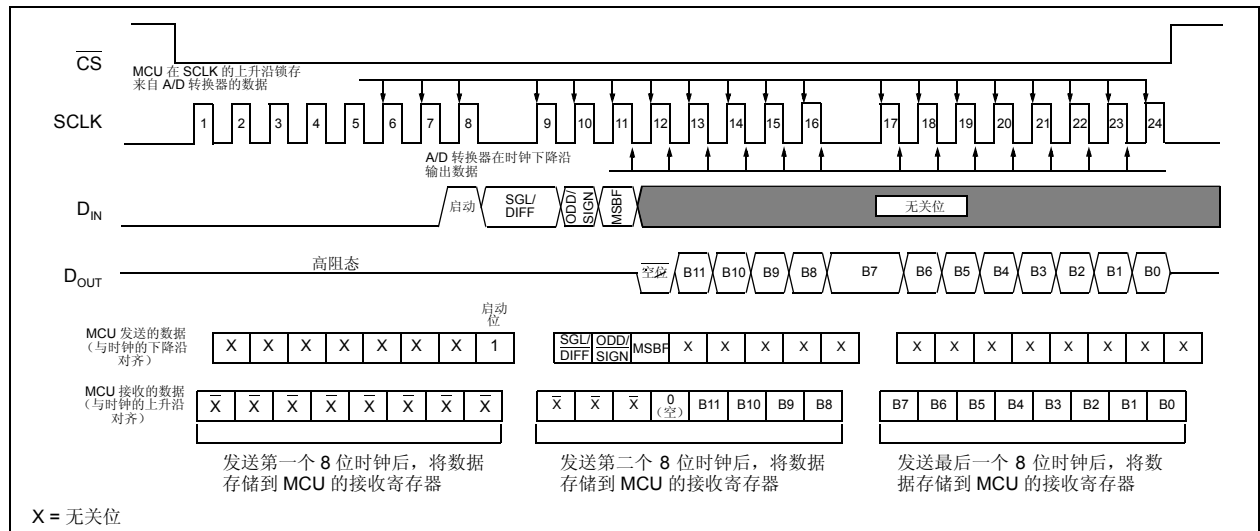 CS
MCU 在 SCLK 的上升沿锁存
来自 A/D 转换器的数据
SCLK
1 2 3 4 5 6 7 8 9 10 11 12 13 14 15 16 17 18 19 20 21 22 23 24
A/D 转换器在时钟下降沿
输出数据
DIN
启动 SGL/
DIFF ODD/
SIGN MSBF 无关位
DOUT
高阻态 空位 B11 B10 B9 B8 B7 B6 B5 B4 B3 B2 B1 B0
启动
位
MCU 发送的数据
(与时钟的下降沿
对齐)
X X X X X X X 1
SGL/
DIFF ODD/
SIGN MSBF X X X X X
X X X X X X X X
MCU 接收的数据
(与时钟的上升沿
对齐)
X X X X X X X X
X X X 0
(空) B11 B10 B9 B8
B7 B6 B5 B4 B3 B2 B1 B0
发送第一个 8 位时钟后,将数据
存储到 MCU 的接收寄存器
发送第二个 8 位时钟后,将数据
存储到 MCU 的接收寄存器
发送最后一个 8 位时钟后,将数
据存储到 MCU 的接收寄存器
X = 无关位